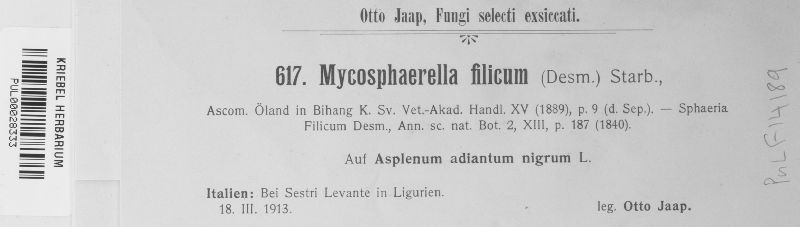 Otto Jaap, Fungi selecti exsiccati.
617. Mycosphaerella filicum (Desm.) Starb.,
Ascom. Öland in Bihang K. Sv. Vet.-Akad. Handl. XV (1889), p. 9 (d. Sep.). — Sphaeria
Filicum Desm., Ann. sc. nat. Bot. 2, XIII, p. 187 (1840).
Auf Asplenum adiantum nigrum L.
Italien: Bei Sestri Levante in Ligurien.
18. III. 1913.
leg. Otto Jaap.
KRIEBEL HERBARIUM
PUL00028333
PUL F14189